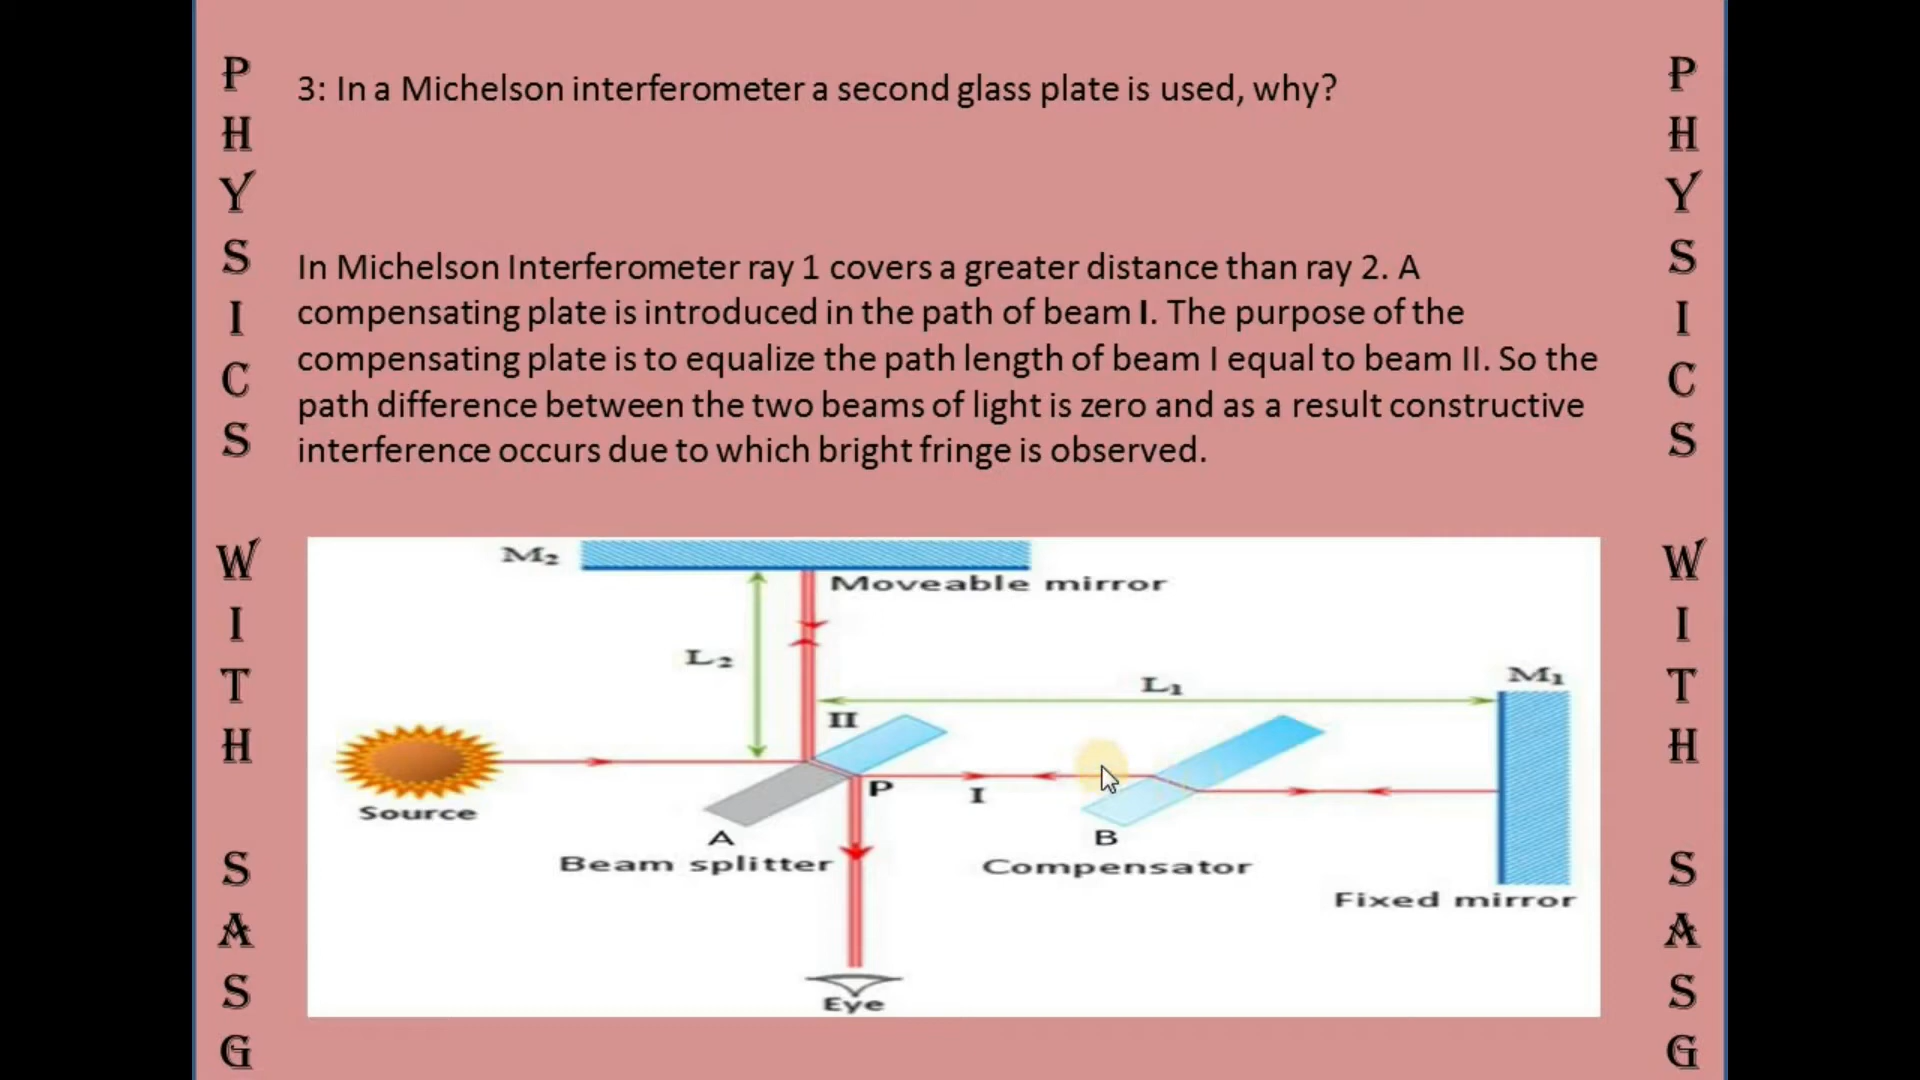 PHYSICS WITH SASG
3: In a Michelson interferometer a second glass plate is used, why?
In Michelson Interferometer ray 1 covers a greater distance than ray 2. A
compensating plate is introduced in the path of beam I. The purpose of the
compensating plate is to equalize the path length of beam I equal to beam II. So the
path difference between the two beams of light is zero and as a result constructive
interference occurs due to which bright fringe is observed.
M₂
Moveable mirror
L₂
L₁
M₁
II
P
I
Source
A
B
Beam splitter
Compensator
Fixed mirror
Eye
PHYSICS WITH SASG